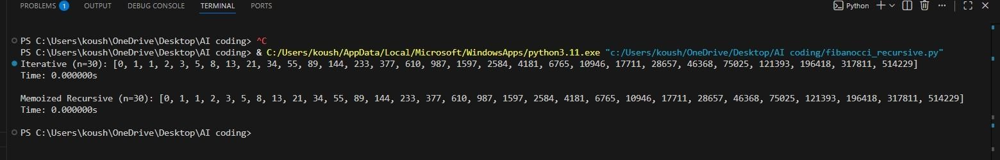 PROBLEMS 1 OUTPUT DEBUG CONSOLE TERMINAL PORTS Python
PS C:\Users\koush\OneDrive\Desktop\AI coding> ^C
PS C:\Users\koush\OneDrive\Desktop\AI coding> & C:/Users/koush/AppData/Local/Microsoft/WindowsApps/python3.11.exe "c:/Users/koush/OneDrive/Desktop/AI coding/fibanocci_recursive.py"
Iterative (n=30): [0, 1, 1, 2, 3, 5, 8, 13, 21, 34, 55, 89, 144, 233, 377, 610, 987, 1597, 2584, 4181, 6765, 10946, 17711, 28657, 46368, 75025, 121393, 196418, 317811, 514229]
Time: 0.000000s
Memoized Recursive (n=30): [0, 1, 1, 2, 3, 5, 8, 13, 21, 34, 55, 89, 144, 233, 377, 610, 987, 1597, 2584, 4181, 6765, 10946, 17711, 28657, 46368, 75025, 121393, 196418, 317811, 514229]
Time: 0.000000s
PS C:\Users\koush\OneDrive\Desktop\AI coding>